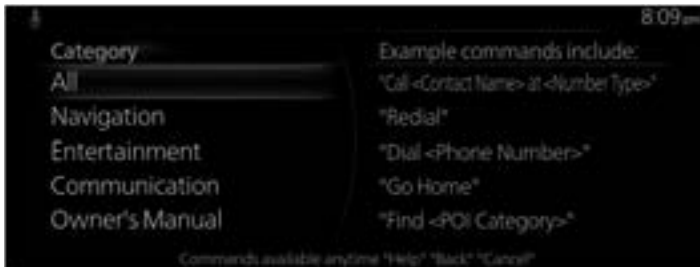 8:09 am
Category
All
Navigation
Entertainment
Communication
Owner's Manual
Example commands include:
"Call <Contact Name> at <Number Type>"
"Redial"
"Dial <Phone Number>"
"Go Home"
"Find <POI Category>"
Commands available anytime "Help" "Back" "Cancel"